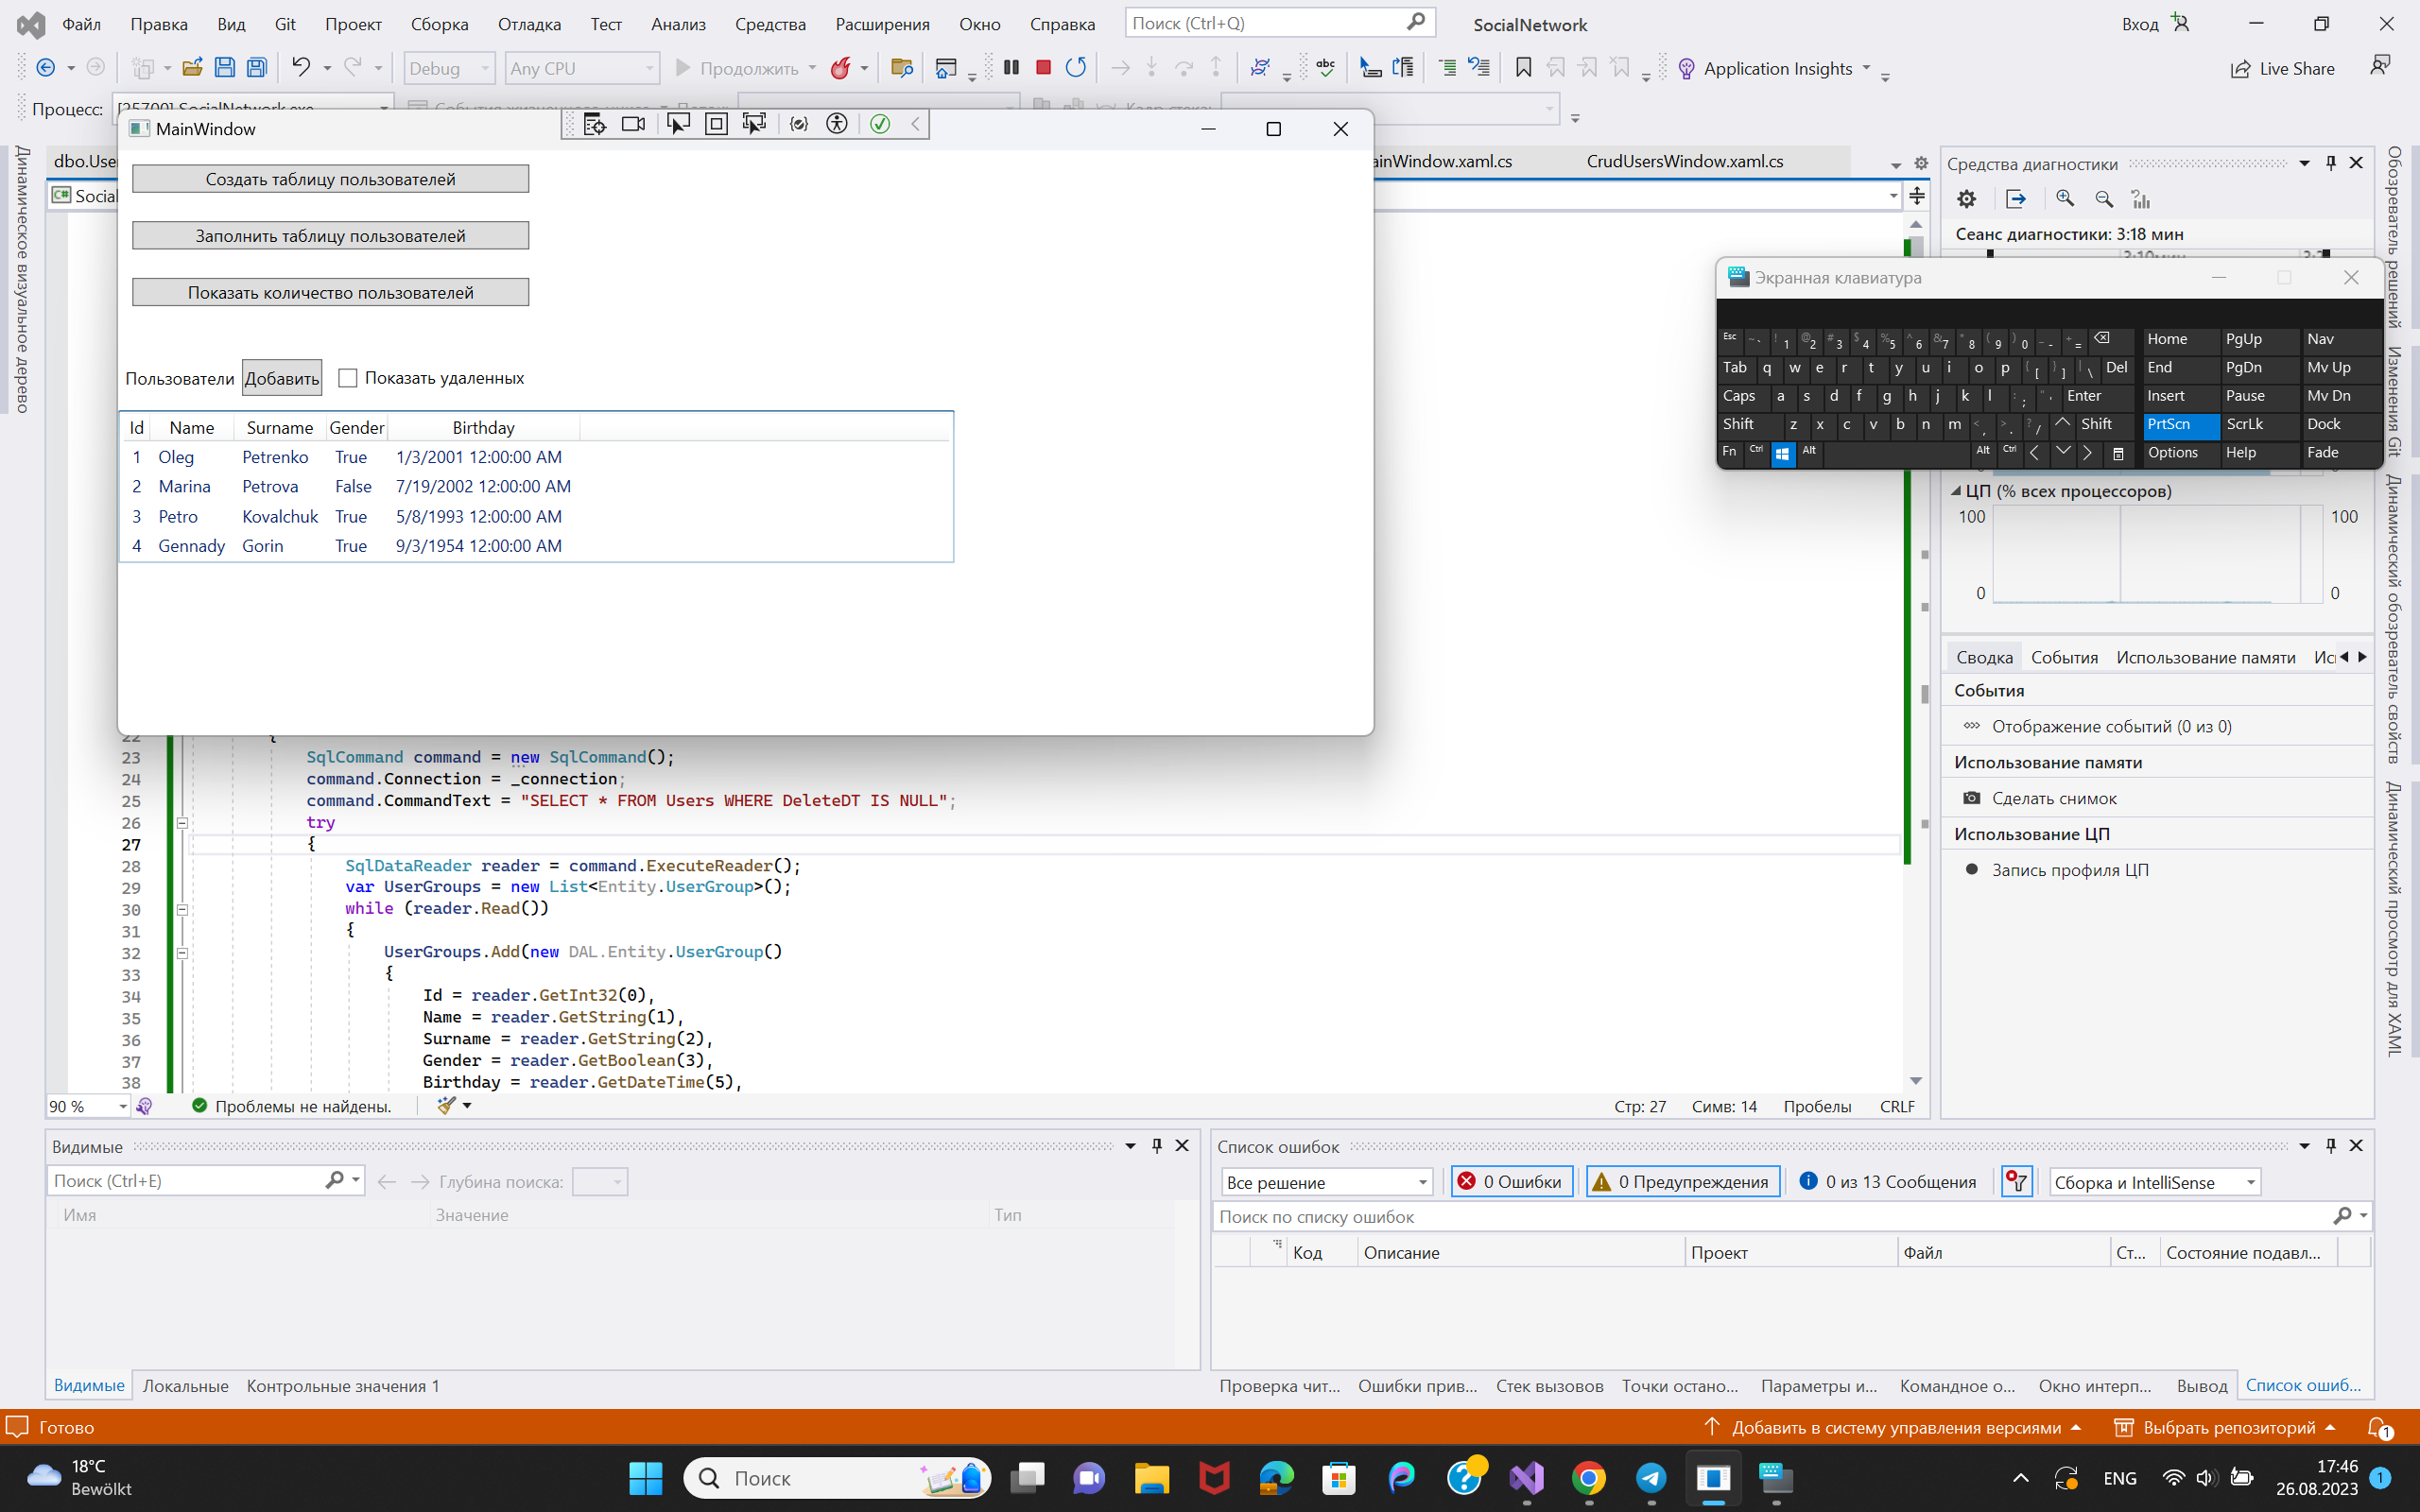 Файл Правка Вид Git Проект Сборка Отладка Тест Анализ Средства Расширения Окно Справка Поиск (Ctrl+Q) SocialNetwork Вход
Debug Any CPU Продолжить Application Insights Live Share
Процесс: [35700] SocialNetwork.exe
MainWindow
Создать таблицу пользователей
Заполнить таблицу пользователей
Показать количество пользователей
Пользователи Добавить Показать удаленных
Id Name Surname Gender Birthday
1 Oleg Petrenko True 1/3/2001 12:00:00 AM
2 Marina Petrova False 7/19/2002 12:00:00 AM
3 Petro Kovalchuk True 5/8/1993 12:00:00 AM
4 Gennady Gorin True 9/3/1954 12:00:00 AM
Динамическое визуальное дерево
dbo.Use
CrudUsersWindow.xaml.cs
ainWindow.xaml.cs
Social
22 {
23 SqlCommand command = new SqlCommand();
24 command.Connection = _connection;
25 command.CommandText = "SELECT * FROM Users WHERE DeleteDT IS NULL";
26 try
27 {
28 SqlDataReader reader = command.ExecuteReader();
29 var UserGroups = new List<Entity.UserGroup>();
30 while (reader.Read())
31 {
32 UserGroups.Add(new DAL.Entity.UserGroup()
33 {
34 Id = reader.GetInt32(0),
35 Name = reader.GetString(1),
36 Surname = reader.GetString(2),
37 Gender = reader.GetBoolean(3),
38 Birthday = reader.GetDateTime(5),
90 % Проблемы не найдены. Стр: 27 Симв: 14 Пробелы CRLF
Средства диагностики
Сеанс диагностики: 3:18 мин
Экранная клавиатура
Esc ~ ` ! 1 @ 2 # 3 $ 4 % 5 ^ 6 & 7 * 8 ( 9 ) 0 _ - + = Home PgUp Nav
Tab q w e r t y u i o p { [ } ] | \ Del End PgDn Mv Up
Caps a s d f g h j k l : ; " ' Enter Insert Pause Mv Dn
Shift z x c v b n m < , > . ? / Shift PrtScn ScrLk Dock
Fn Ctrl Alt Alt Ctrl Options Help Fade
ЦП (% всех процессоров)
100 100
0 0
Сводка События Использование памяти
События
Отображение событий (0 из 0)
Использование памяти
Сделать снимок
Использование ЦП
Запись профиля ЦП
Обозреватель решений
Изменения Git
Динамический обозреватель свойств
Динамический просмотр для XAML
Видимые
Поиск (Ctrl+E) Глубина поиска:
Имя Значение Тип
Видимые Локальные Контрольные значения 1
Список ошибок
Все решение 0 Ошибки 0 Предупреждения 0 из 13 Сообщения Сборка и IntelliSense
Поиск по списку ошибок
Код Описание Проект Файл Ст... Состояние подавл...
Проверка чит... Ошибки прив... Стек вызовов Точки остано... Параметры и... Командное о... Окно интерп... Вывод Список ошиб...
Готово Добавить в систему управления версиями Выбрать репозиторий 1
18°C
Bewölkt
Поиск
ENG
17:46
26.08.2023
1